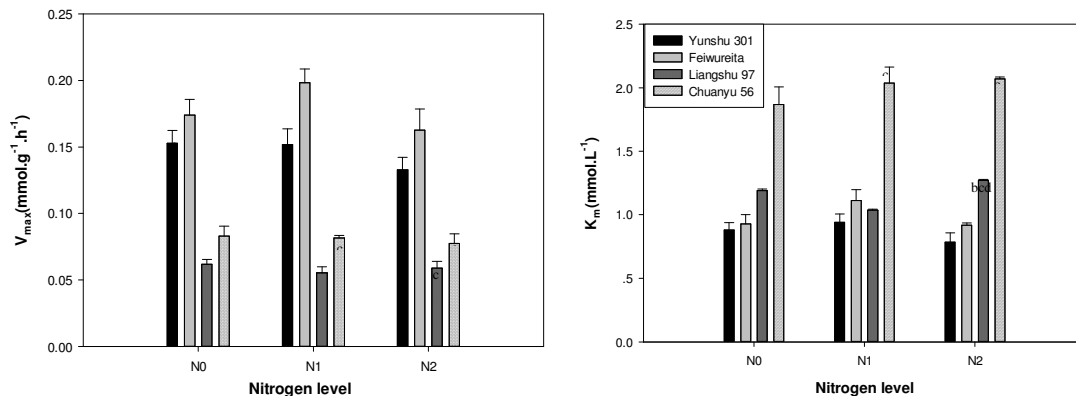 0.25
0.20
0.15
0.10
0.05
0.00
V_max(mmol.g⁻¹.h⁻¹)
c
c
N0 N1 N2
Nitrogen level
2.5
2.0
1.5
1.0
.5
0.0
K_m(mmol.L⁻¹)
Yunshu 301
Feiwureita
Liangshu 97
Chuanyu 56
bcd
N0 N1 N2
Nitrogen level